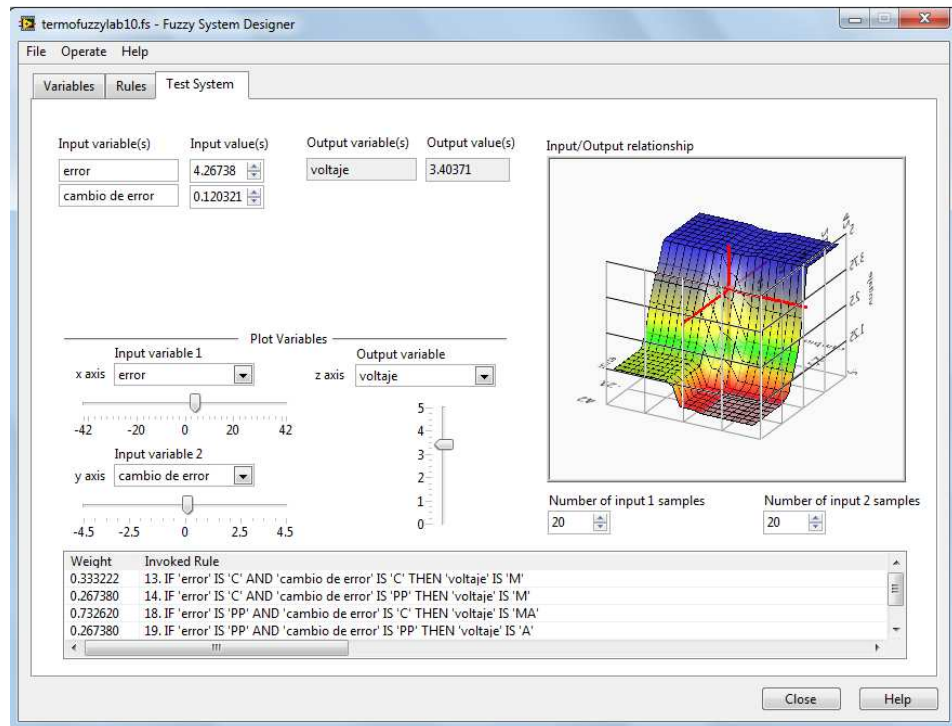 termofuzzylab10.fs - Fuzzy System Designer
File Operate Help
Variables Rules Test System
Input variable(s) Input value(s) Output variable(s) Output value(s) Input/Output relationship
error 4.26738 voltaje 3.40371
cambio de error 0.120321
Plot Variables
Input variable 1 Output variable
x axis error z axis voltaje
-42 -20 0 20 42
Input variable 2
y axis cambio de error
-4.5 -2.5 0 2.5 4.5
5
4
3
2
1
0
Number of input 1 samples Number of input 2 samples
20 20
Weight Invoked Rule
0.333222 13. IF 'error' IS 'C' AND 'cambio de error' IS 'C' THEN 'voltaje' IS 'M'
0.267380 14. IF 'error' IS 'C' AND 'cambio de error' IS 'PP' THEN 'voltaje' IS 'M'
0.732620 18. IF 'error' IS 'PP' AND 'cambio de error' IS 'C' THEN 'voltaje' IS 'MA'
0.267380 19. IF 'error' IS 'PP' AND 'cambio de error' IS 'PP' THEN 'voltaje' IS 'A'
Close Help